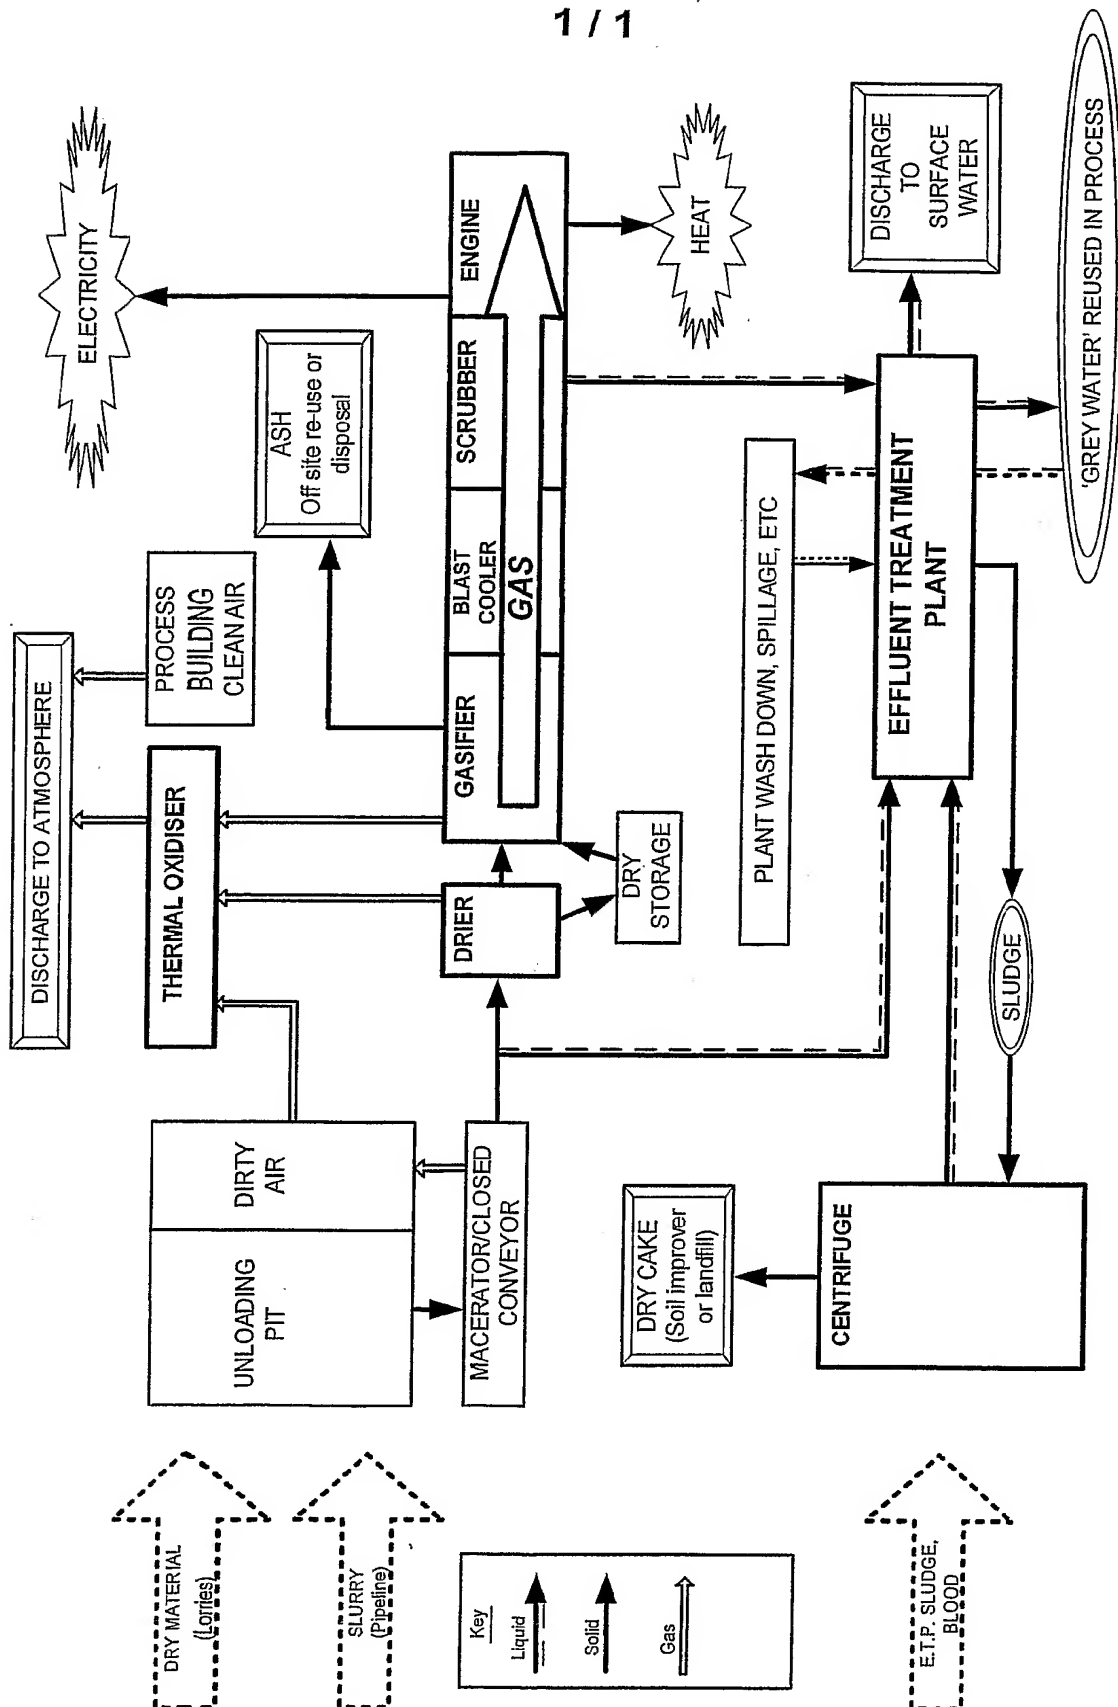 1 / 1
DRY MATERIAL
(Lorries)
SLURRY
(Pipeline)
E.T.P. SLUDGE,
BLOOD
Key
Liquid
Solid
Gas
UNLOADING
PIT
DIRTY
AIR
MACERATOR/CLOSED
CONVEYOR
DISCHARGE TO ATMOSPHERE
THERMAL OXIDISER
PROCESS
BUILDING
CLEAN AIR
ELECTRICITY
ASH
Off site re-use or
disposal
DRIER
DRY
STORAGE
GASIFIER
BLAST
COOLER
SCRUBBER
ENGINE
GAS
HEAT
DRY CAKE
(Soil improver
or landfill)
CENTRIFUGE
SLUDGE
PLANT WASH DOWN, SPILLAGE, ETC
EFFLUENT TREATMENT
PLANT
DISCHARGE
TO
SURFACE
WATER
'GREY WATER' REUSED IN PROCESS